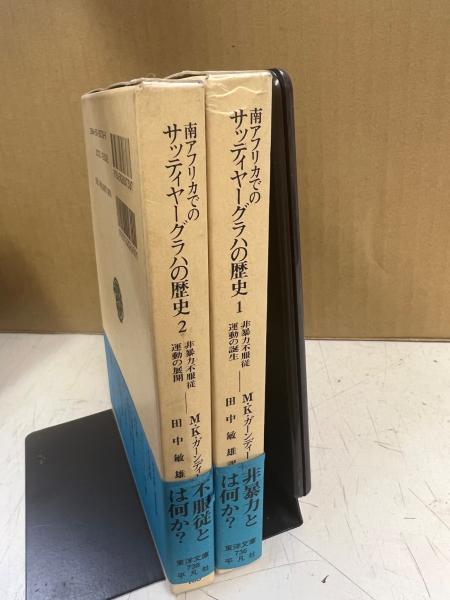 南アフリカでの
サッティヤーグラハの歴史 1
非暴力不服従
運動の誕生
M・K・ガーンディー
田中敏雄訳
非暴力と
は何か?
東洋文庫
736
平凡社
南アフリカでの
サッティヤーグラハの歴史 2
非暴力不服従
運動の展開
M・K・ガーンディー
田中敏雄
不服従と
は何か?
東洋文庫
738
平凡社